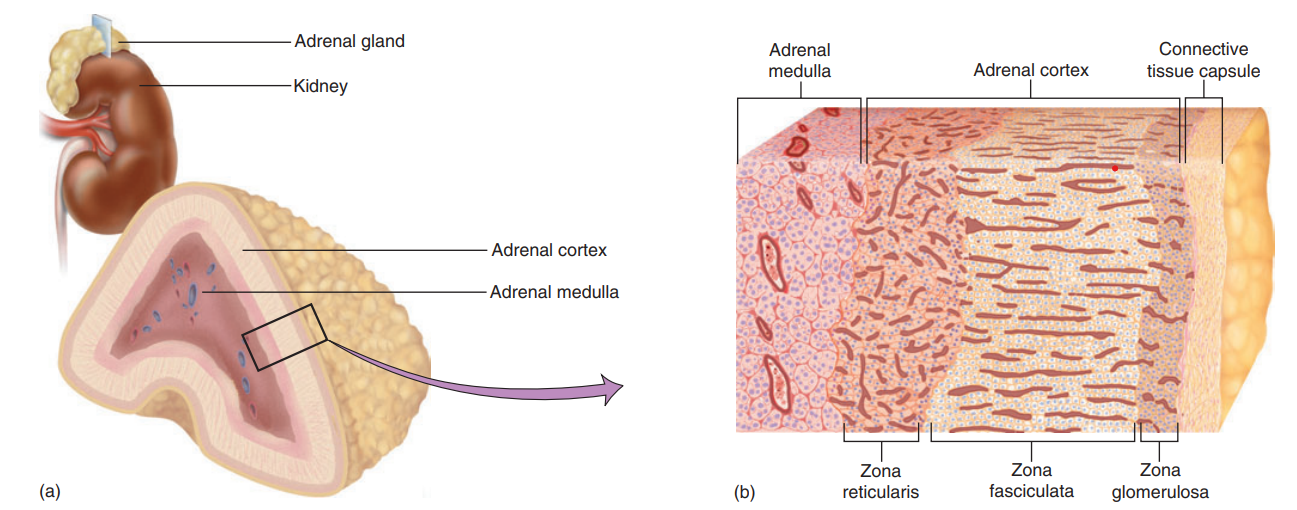 Adrenal gland
Kidney
Adrenal cortex
Adrenal medulla
(a)
Adrenal
medulla
Adrenal cortex
Connective
tissue capsule
Zona
reticularis
Zona
fasciculata
Zona
glomerulosa
(b)